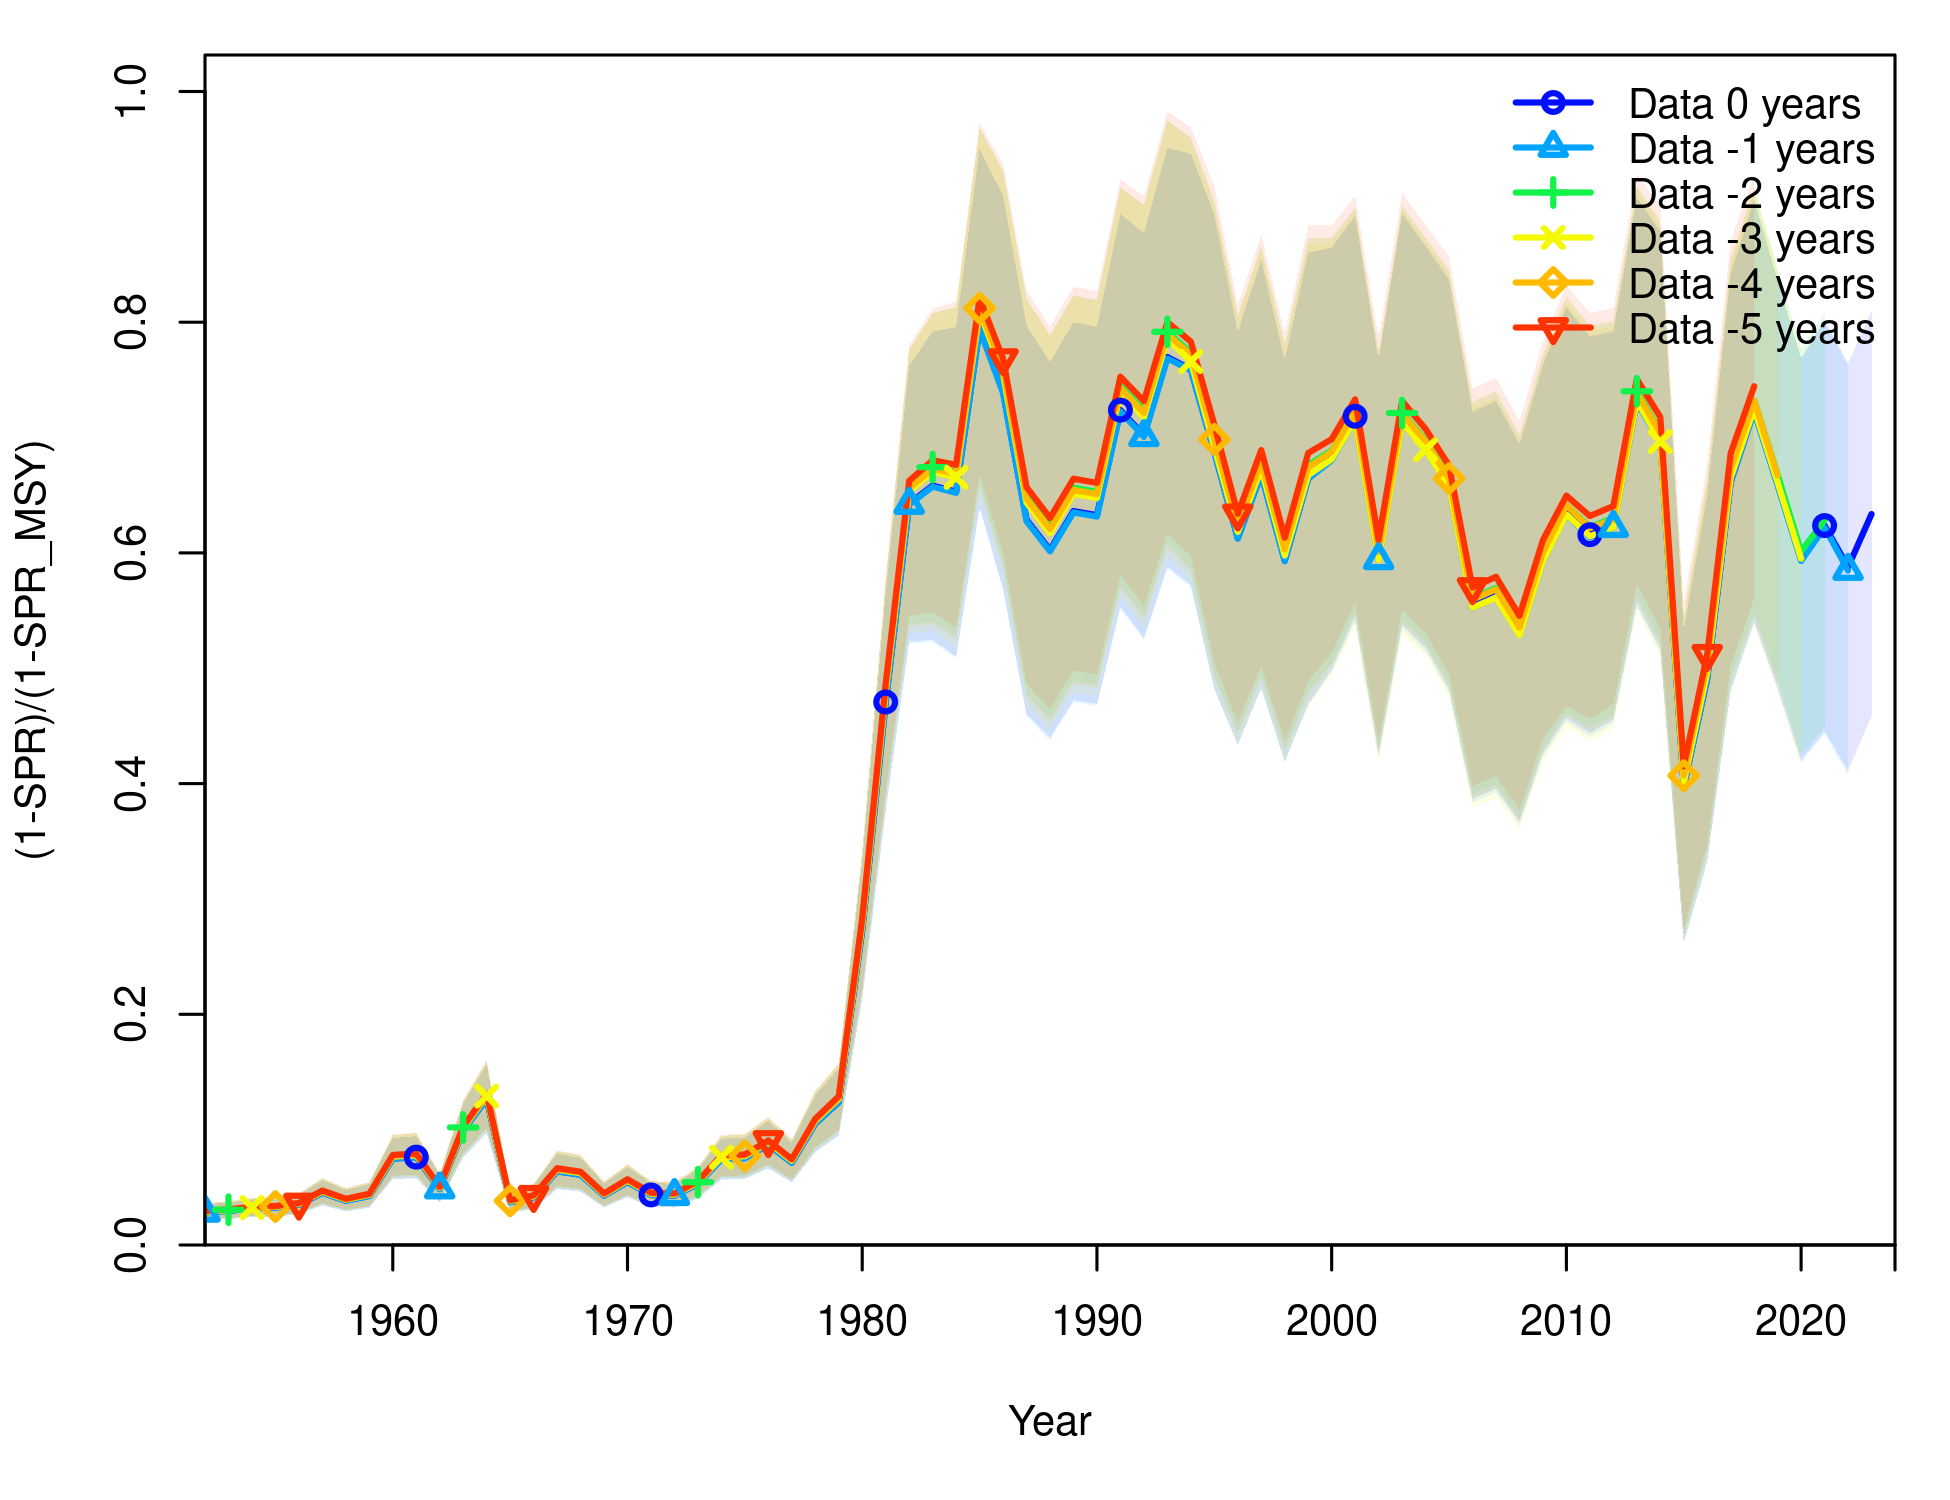 (1-SPR)/(1-SPR_MSY)
1.0
0.8
0.6
0.4
0.2
0.0
Data 0 years
Data -1 years
Data -2 years
Data -3 years
Data -4 years
Data -5 years
1960 1970 1980 1990 2000 2010 2020
Year